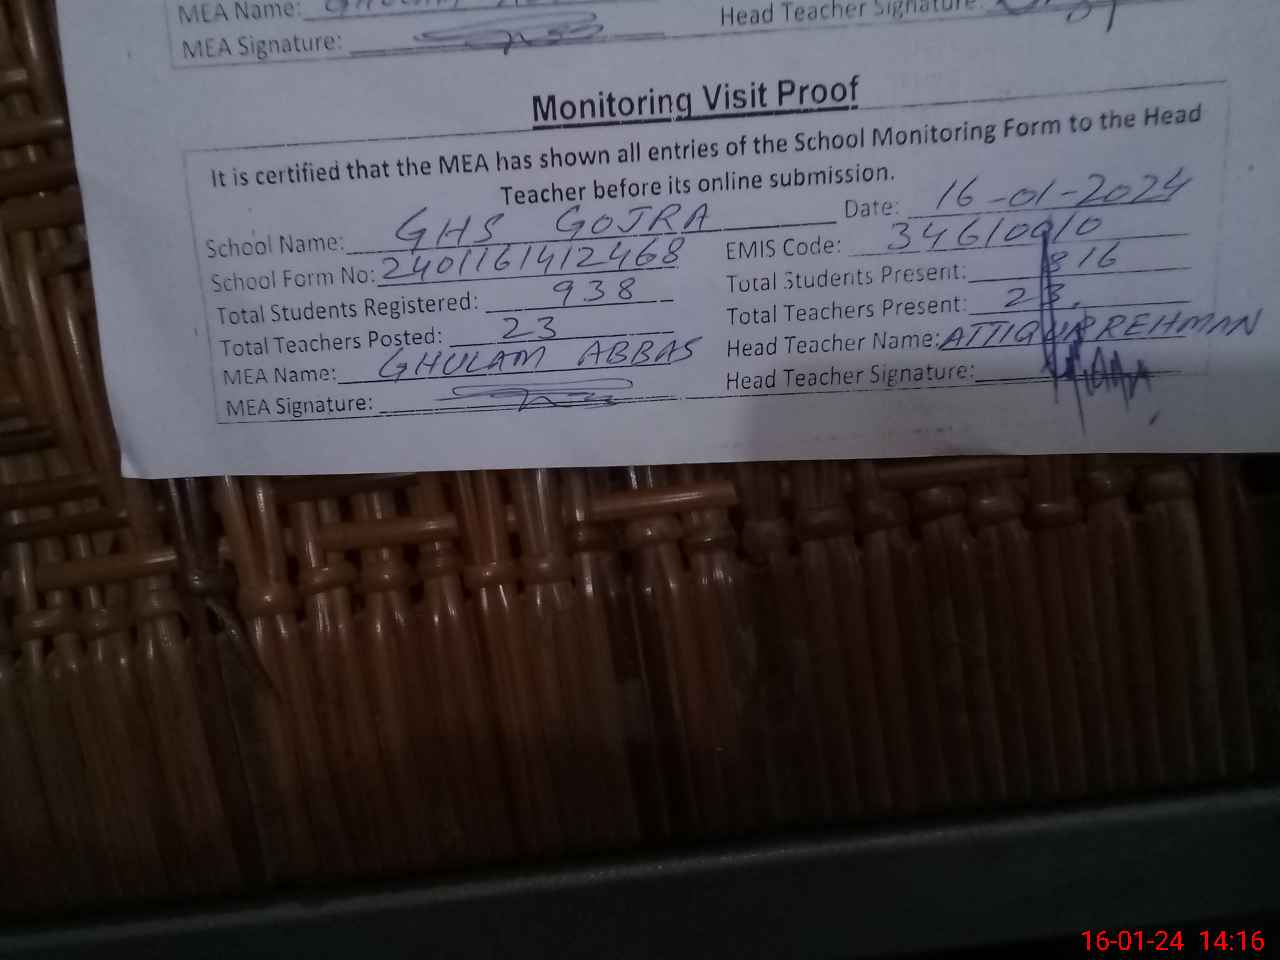 MEA Name: GHULAM
Head Teacher Signature:
MEA Signature:
Monitoring Visit Proof
It is certified that the MEA has shown all entries of the School Monitoring Form to the Head
Teacher before its online submission.
School Name: GHS GOJRA Date: 16-01-2024
School Form No: 2401161412468 EMIS Code: 34610010
Total Students Registered: 938 Total Students Present: 816
Total Teachers Posted: 23 Total Teachers Present: 23.
MEA Name: GHULAM ABBAS Head Teacher Name: ATTIQUR REHMAN
MEA Signature: Head Teacher Signature:
16-01-24 14:16